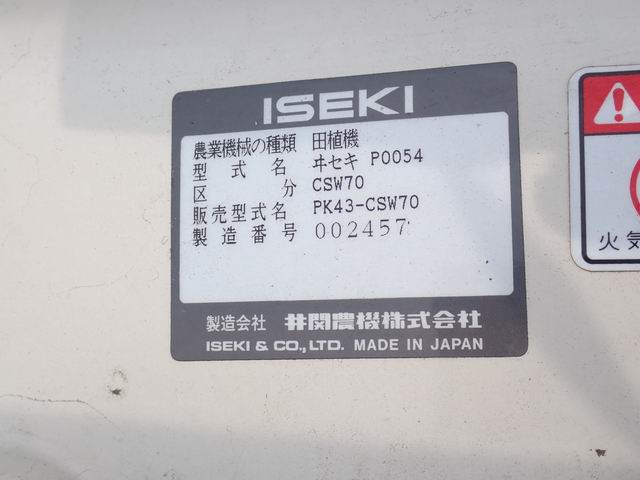 ISEKI
農業機械の種類 田植機
型式名 ヰセキ P0054
区分 CSW70
販売型式名 PK43-CSW70
製造番号 002457
製造会社 井関農機株式会社
ISEKI & CO., LTD. MADE IN JAPAN
火気